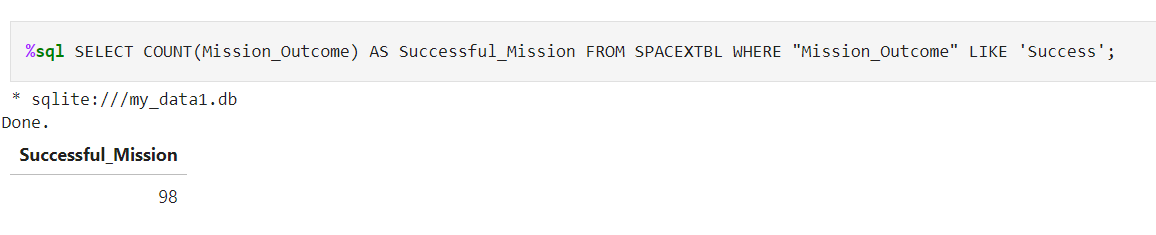 %sql SELECT COUNT(Mission_Outcome) AS Successful_Mission FROM SPACEXTBL WHERE "Mission_Outcome" LIKE 'Success';
* sqlite:///my_data1.db
Done.
Successful_Mission
98